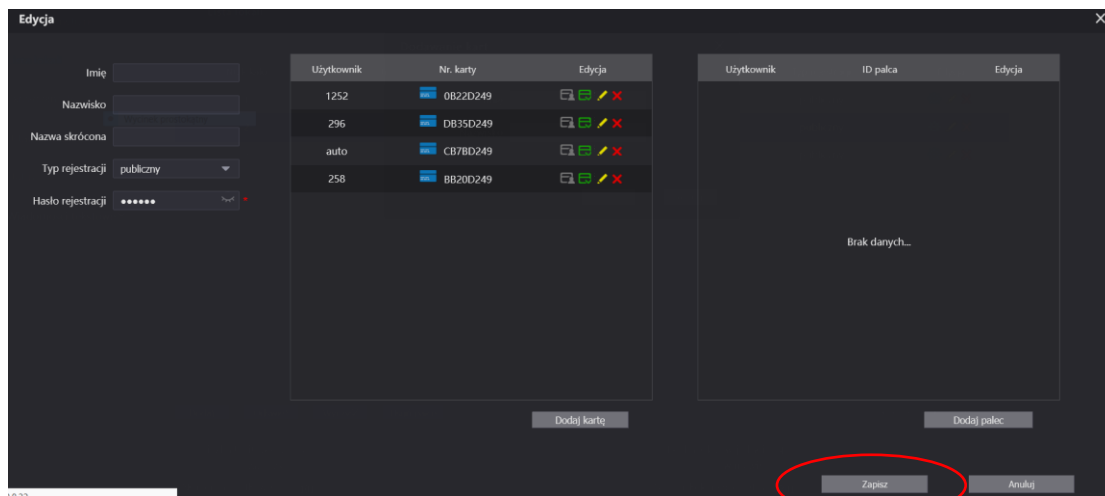 Edycja
Imię
Nazwisko
Nazwa skrócona
Typ rejestracji publiczny
Hasło rejestracji ●●●●●●
Użytkownik Nr. karty Edycja
1252 0B22D249
296 DB35D249
auto CB7BD249
258 BB20D249
Dodaj kartę
Użytkownik ID palca Edycja
Brak danych...
Dodaj palec
Zapisz Anuluj